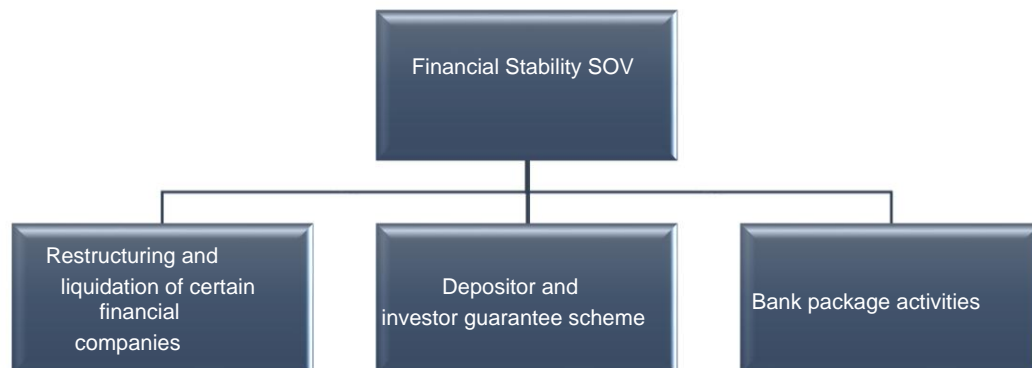 Financial Stability SOV
Restructuring and
liquidation of certain
financial
companies
Depositor and
investor guarantee scheme
Bank package activities